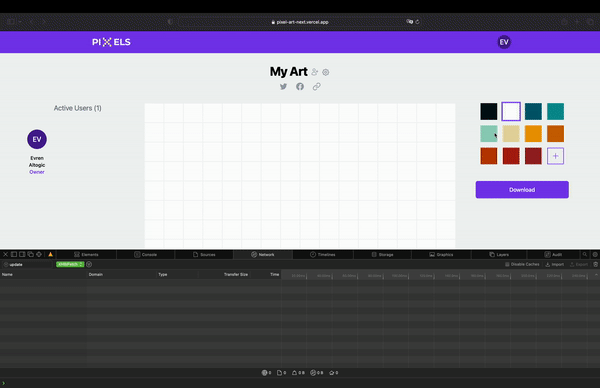 pixel-art-next.vercel.app
PIXELS
EV
My Art
Active Users (1)
EV
Evren
Altogic
Owner
Download
Elements
Console
Sources
Network
Timelines
Storage
Graphics
Layers
Audit
update
Disable Caches
Import
Export
Name
Domain
Type
Transfer Size
Time
0
0
0 B
0 B
0